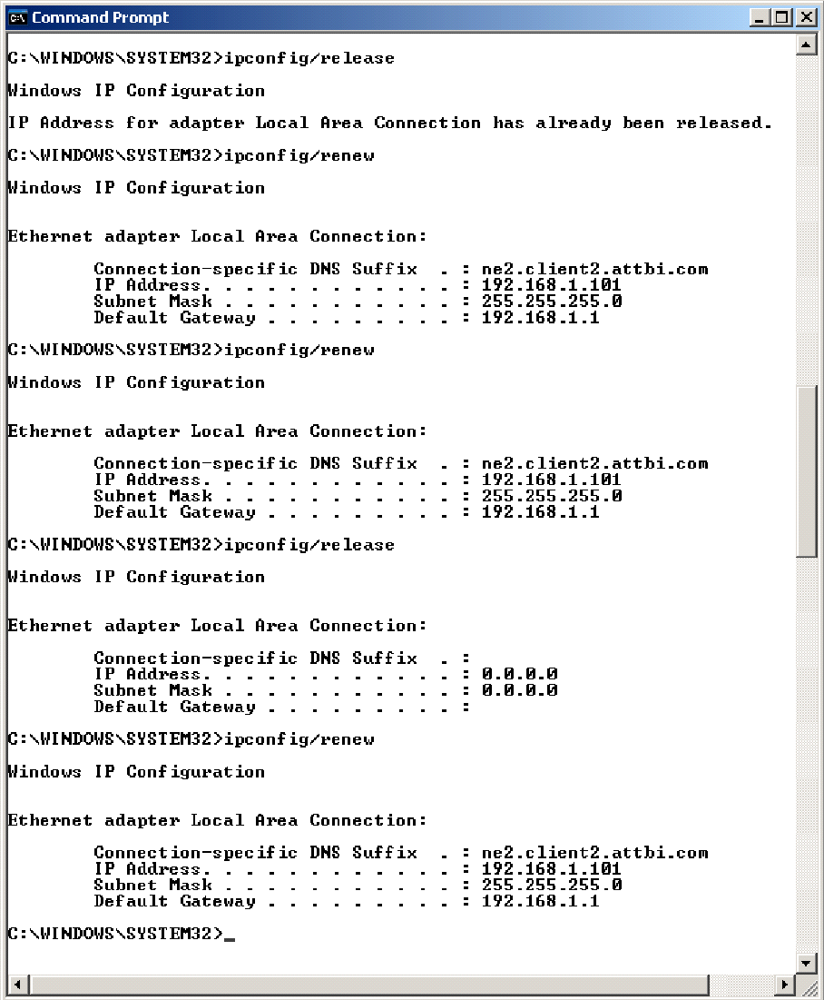 Command Prompt
C:\WINDOWS\SYSTEM32>ipconfig/release
Windows IP Configuration
IP Address for adapter Local Area Connection has already been released.
C:\WINDOWS\SYSTEM32>ipconfig/renew
Windows IP Configuration
Ethernet adapter Local Area Connection:
        Connection-specific DNS Suffix  . : ne2.client2.attbi.com
        IP Address. . . . . . . . . . . . : 192.168.1.101
        Subnet Mask . . . . . . . . . . . : 255.255.255.0
        Default Gateway . . . . . . . . . : 192.168.1.1
C:\WINDOWS\SYSTEM32>ipconfig/renew
Windows IP Configuration
Ethernet adapter Local Area Connection:
        Connection-specific DNS Suffix  . : ne2.client2.attbi.com
        IP Address. . . . . . . . . . . . : 192.168.1.101
        Subnet Mask . . . . . . . . . . . : 255.255.255.0
        Default Gateway . . . . . . . . . : 192.168.1.1
C:\WINDOWS\SYSTEM32>ipconfig/release
Windows IP Configuration
Ethernet adapter Local Area Connection:
        Connection-specific DNS Suffix  . :
        IP Address. . . . . . . . . . . . : 0.0.0.0
        Subnet Mask . . . . . . . . . . . : 0.0.0.0
        Default Gateway . . . . . . . . . :
C:\WINDOWS\SYSTEM32>ipconfig/renew
Windows IP Configuration
Ethernet adapter Local Area Connection:
        Connection-specific DNS Suffix  . : ne2.client2.attbi.com
        IP Address. . . . . . . . . . . . : 192.168.1.101
        Subnet Mask . . . . . . . . . . . : 255.255.255.0
        Default Gateway . . . . . . . . . : 192.168.1.1
C:\WINDOWS\SYSTEM32>_